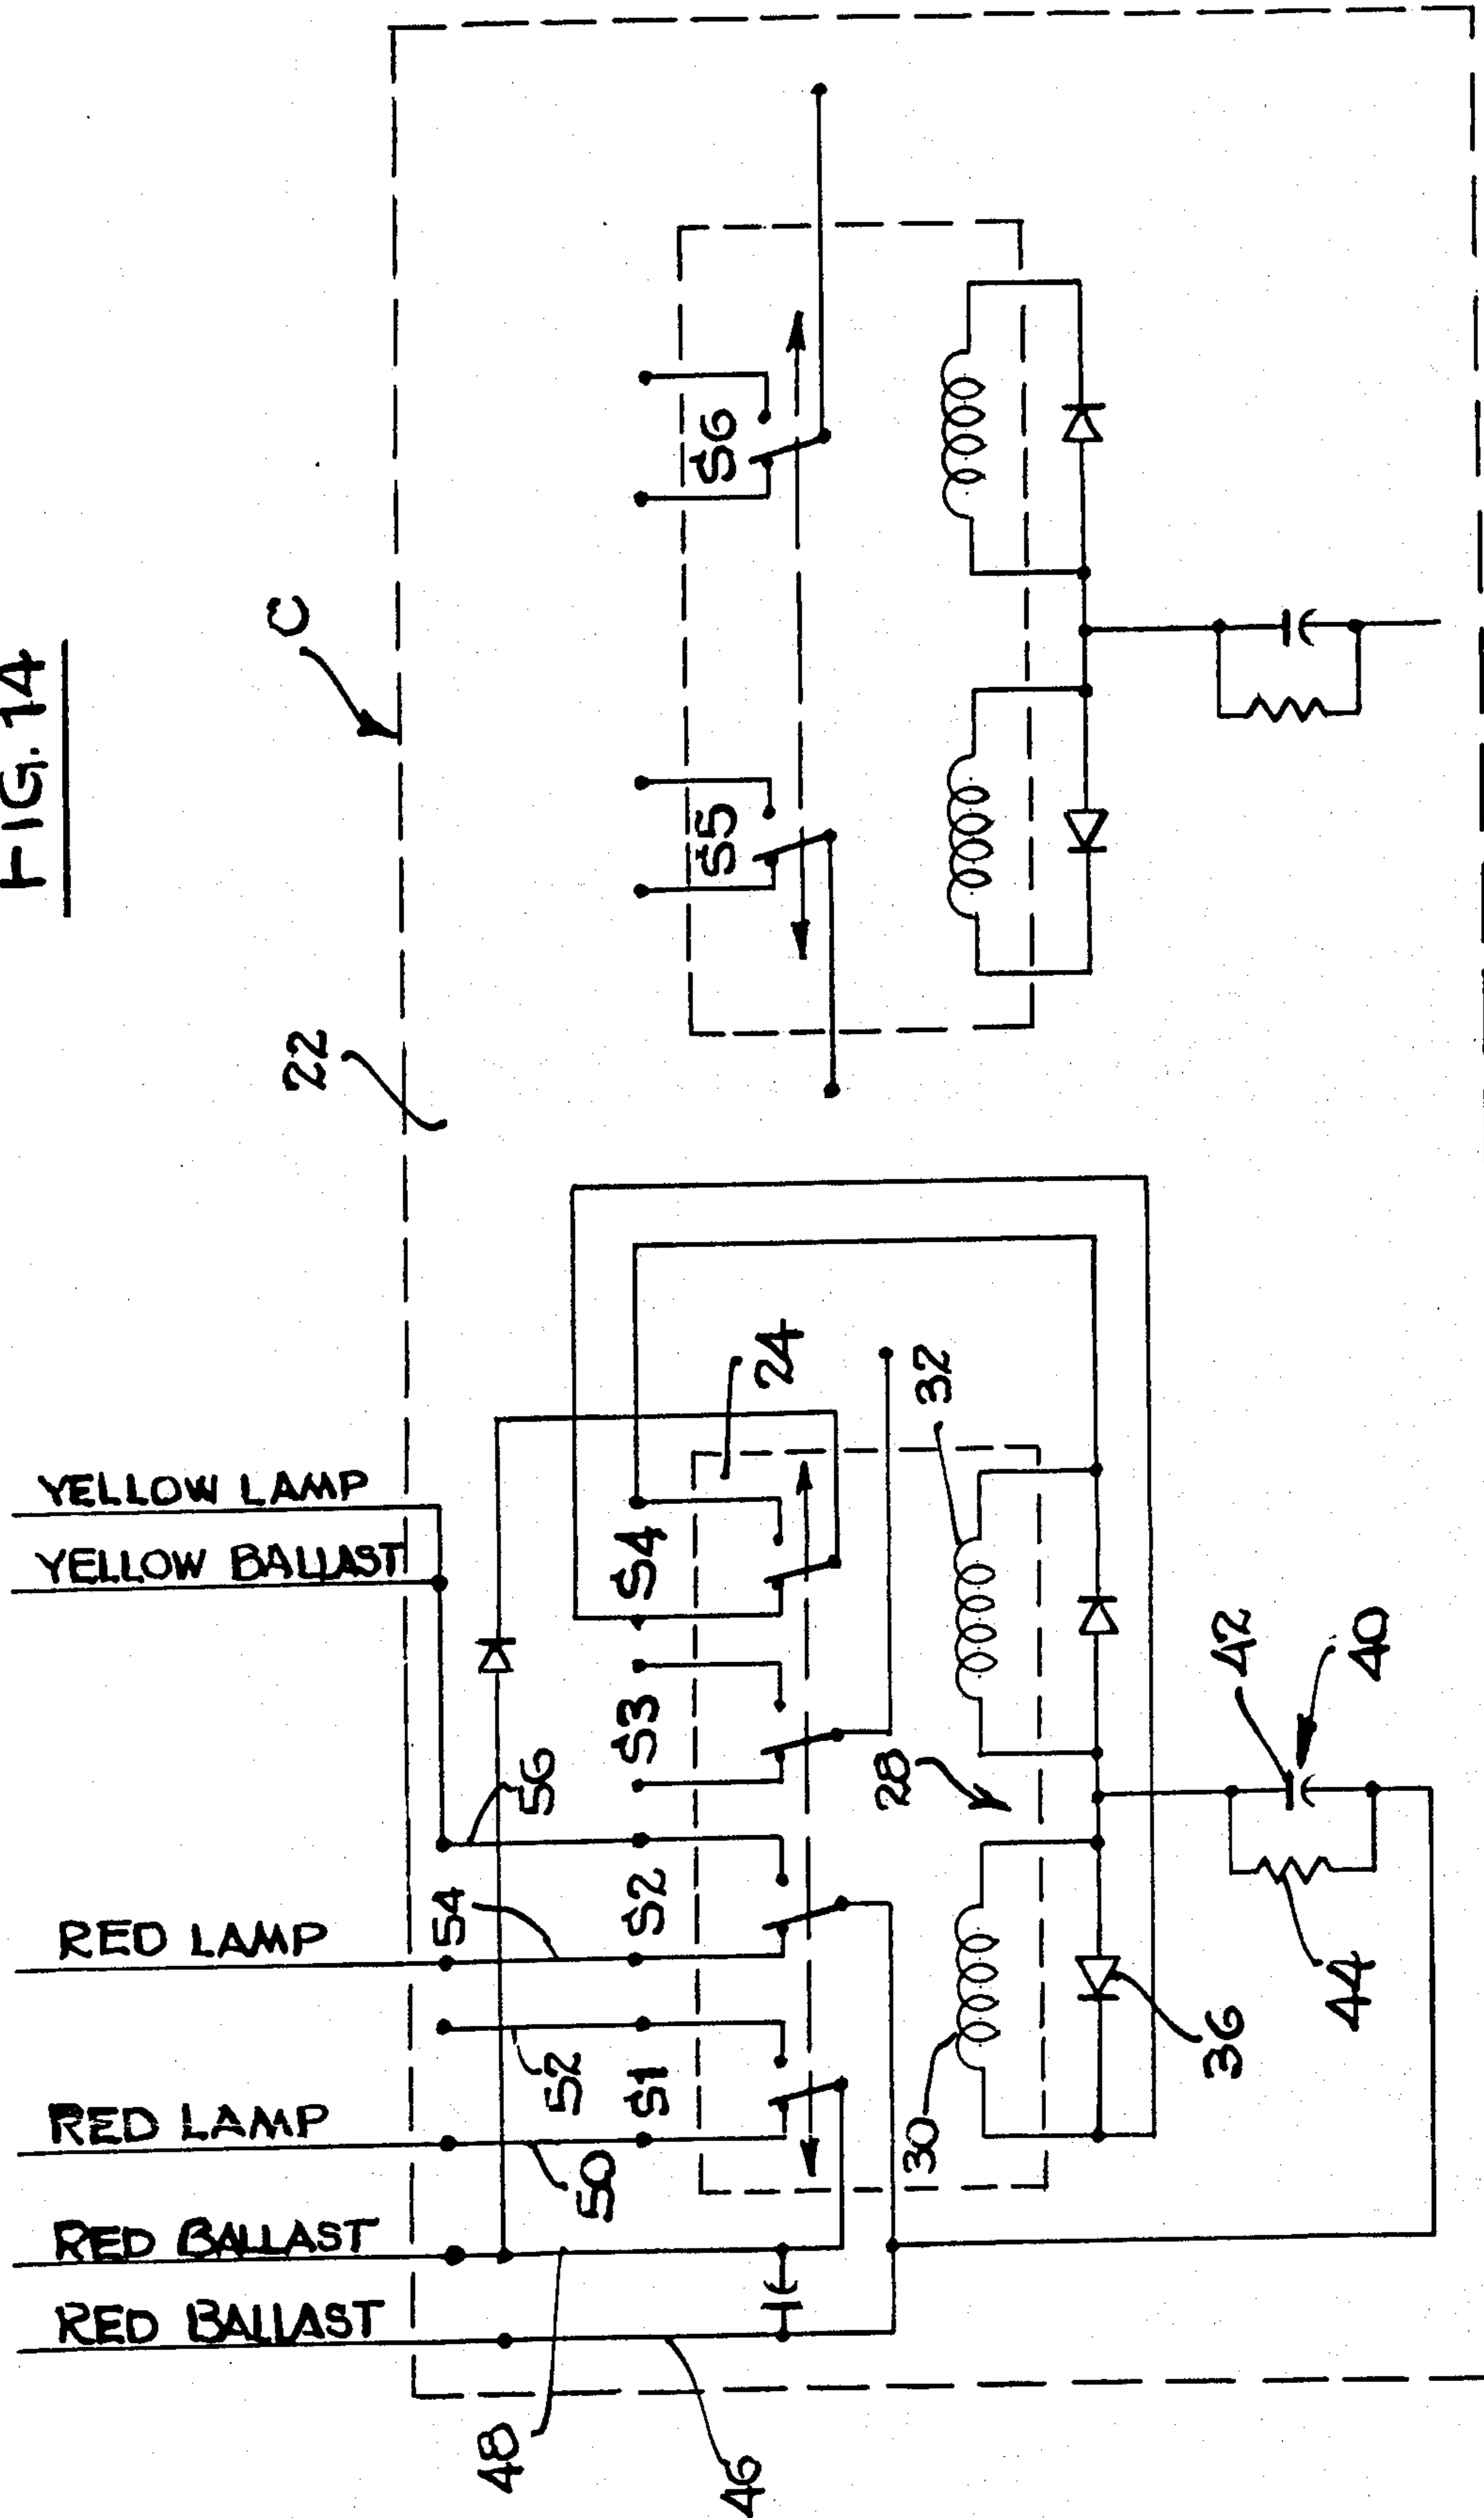 FIG. 14
C
22
YELLOW LAMP
YELLOW BALLAST
RED LAMP
RED LAMP
RED BALLAST
RED BALLAST
48
46
50
52
54
56
S1
S2
S3
S4
24
S5
S6
28
30
32
36
42
40
44